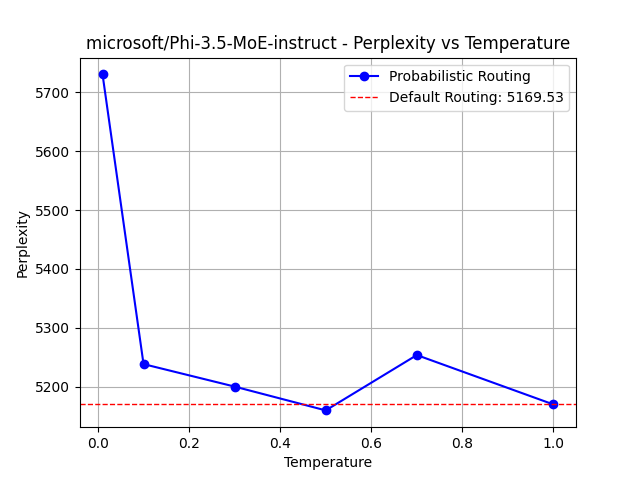 microsoft/Phi-3.5-MoE-instruct - Perplexity vs Temperature
Probabilistic Routing
Default Routing: 5169.53
Perplexity
5700
5600
5500
5400
5300
5200
0.0 0.2 0.4 0.6 0.8 1.0
Temperature